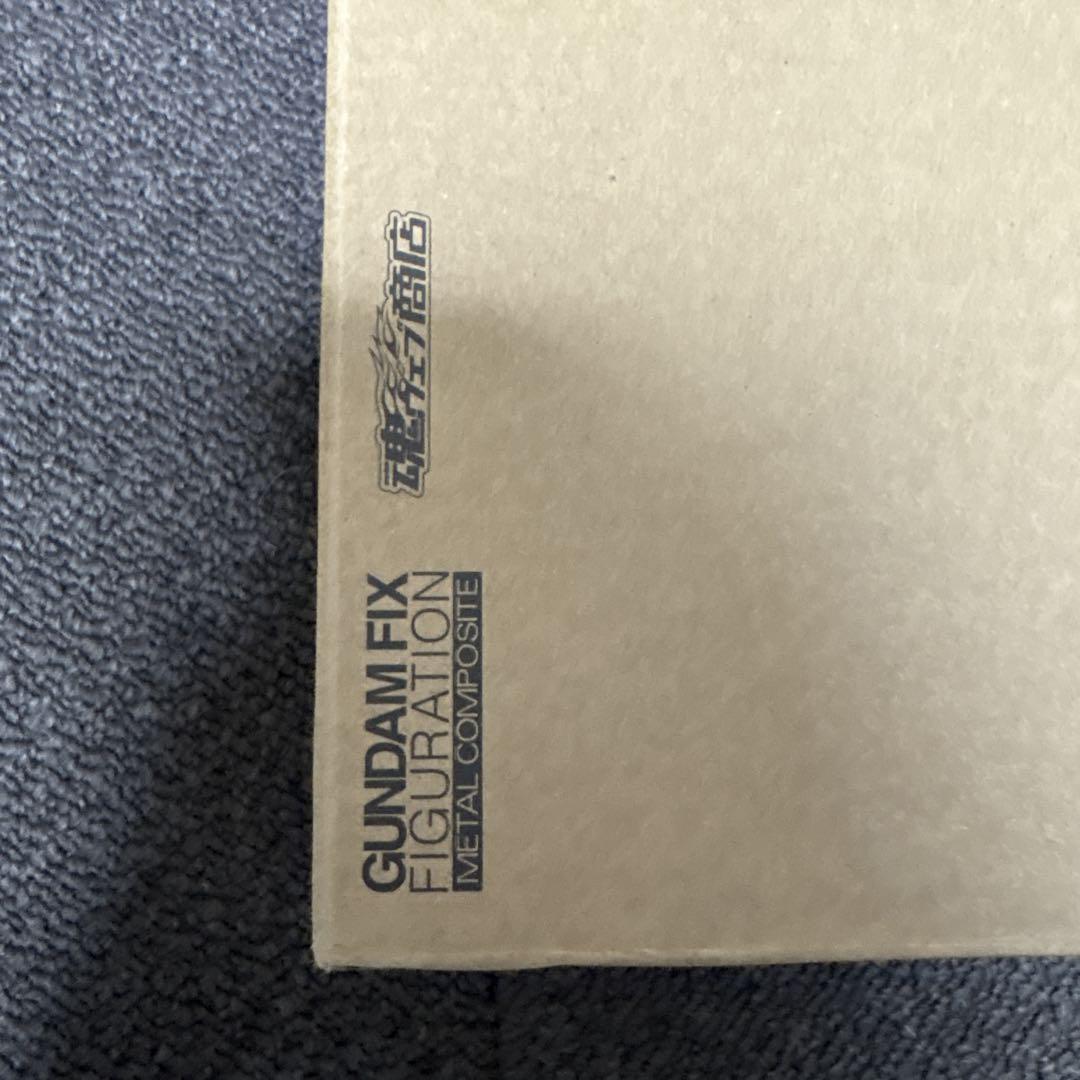 GUNDAM FIX
FIGURATION
METAL COMPOSITE
魂ウェブ商店